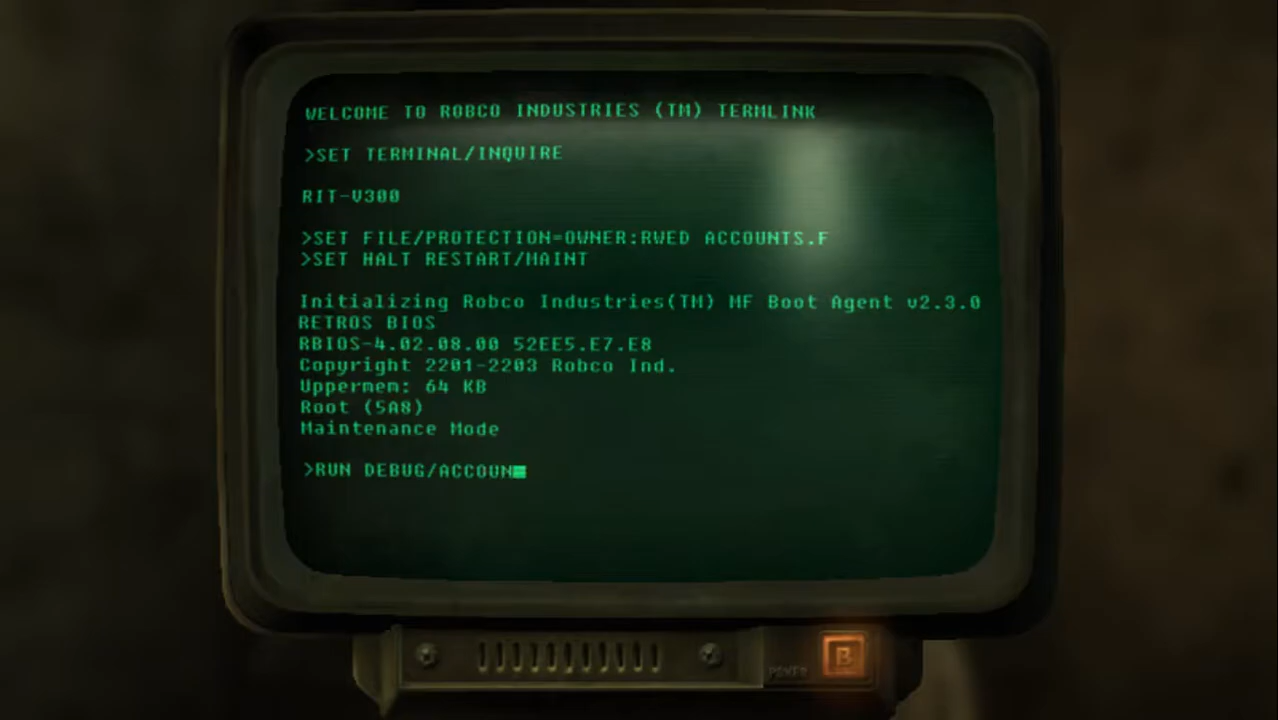 WELCOME TO ROBCO INDUSTRIES (TM) TERMLINK
>SET TERMINAL/INQUIRE
RIT-V300
>SET FILE/PROTECTION=OWNER:RWED ACCOUNTS.F
>SET HALT RESTART/MAINT
Initializing Robco Industries(TM) MF Boot Agent v2.3.0
RETROS BIOS
RBIOS-4.02.08.00 52EE5.E7.E8
Copyright 2201-2203 Robco Ind.
Uppermem: 64 KB
Root (5A8)
Maintenance Mode
>RUN DEBUG/ACCOUN
POWER
B